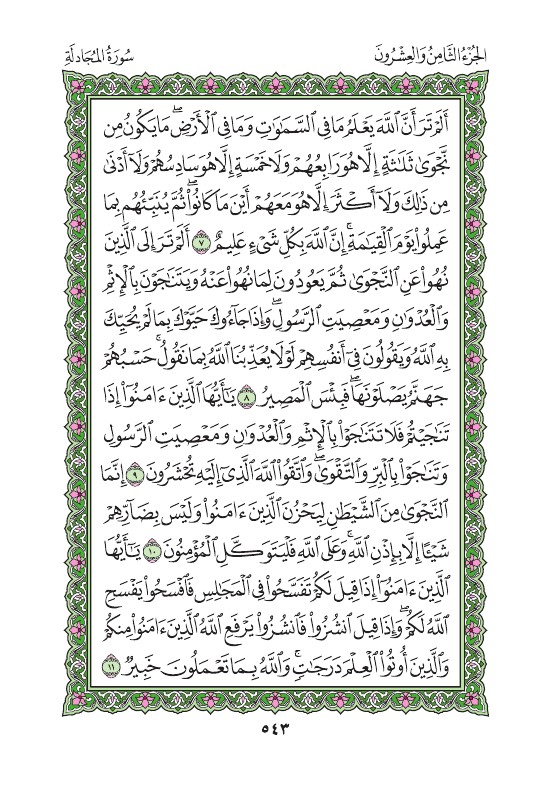 الجُزْءُ الثَّامِنُ وَالعِشْرُونَ
سُورَةُ المُجَادلَةِ
أَلَمْ تَرَ أَنَّ ٱللَّهَ يَعْلَمُ مَا فِى ٱلسَّمَٰوَٰتِ وَمَا فِى ٱلْأَرْضِۖ مَا يَكُونُ مِن
نَّجْوَىٰ ثَلَٰثَةٍ إِلَّا هُوَ رَابِعُهُمْ وَلَا خَمْسَةٍ إِلَّا هُوَ سَادِسُهُمْ وَلَآ أَدْنَىٰ
مِن ذَٰلِكَ وَلَآ أَكْثَرَ إِلَّا هُوَ مَعَهُمْ أَيْنَ مَا كَانُوا۟ۖ ثُمَّ يُنَبِّئُهُم بِمَا
عَمِلُوا۟ يَوْمَ ٱلْقِيَٰمَةِۚ إِنَّ ٱللَّهَ بِكُلِّ شَىْءٍ عَلِيمٌ ٧ أَلَمْ تَرَ إِلَى ٱلَّذِينَ
نُهُوا۟ عَنِ ٱلنَّجْوَىٰ ثُمَّ يَعُودُونَ لِمَا نُهُوا۟ عَنْهُ وَيَتَنَٰجَوْنَ بِٱلْإِثْمِ
وَٱلْعُدْوَٰنِ وَمَعْصِيَتِ ٱلرَّسُولِۖ وَإِذَا جَآءُوكَ حَيَّوْكَ بِمَا لَمْ يُحَيِّكَ
بِهِ ٱللَّهُ وَيَقُولُونَ فِىٓ أَنفُسِهِمْ لَوْلَا يُعَذِّبُنَا ٱللَّهُ بِمَا نَقُولُۚ حَسْبُهُمْ
جَهَنَّمُ يَصْلَوْنَهَاۖ فَبِئْسَ ٱلْمَصِيرُ ٨ يَٰٓأَيُّهَا ٱلَّذِينَ ءَامَنُوٓا۟ إِذَا
تَنَٰجَيْتُمْ فَلَا تَتَنَٰجَوْا۟ بِٱلْإِثْمِ وَٱلْعُدْوَٰنِ وَمَعْصِيَتِ ٱلرَّسُولِ
وَتَنَٰجَوْا۟ بِٱلْبِرِّ وَٱلتَّقْوَىٰۖ وَٱتَّقُوا۟ ٱللَّهَ ٱلَّذِىٓ إِلَيْهِ تُحْشَرُونَ ٩ إِنَّمَا
ٱلنَّجْوَىٰ مِنَ ٱلشَّيْطَٰنِ لِيَحْزُنَ ٱلَّذِينَ ءَامَنُوا۟ وَلَيْسَ بِضَآرِّهِمْ
شَيْـًٔا إِلَّا بِإِذْنِ ٱللَّهِۚ وَعَلَى ٱللَّهِ فَلْيَتَوَكَّلِ ٱلْمُؤْمِنُونَ ١٠ يَٰٓأَيُّهَا
ٱلَّذِينَ ءَامَنُوٓا۟ إِذَا قِيلَ لَكُمْ تَفَسَّحُوا۟ فِى ٱلْمَجَٰلِسِ فَٱفْسَحُوا۟ يَفْسَحِ
ٱللَّهُ لَكُمْۖ وَإِذَا قِيلَ ٱنشُزُوا۟ فَٱنشُزُوا۟ يَرْفَعِ ٱللَّهُ ٱلَّذِينَ ءَامَنُوا۟ مِنكُمْ
وَٱلَّذِينَ أُوتُوا۟ ٱلْعِلْمَ دَرَجَٰتٍۚ وَٱللَّهُ بِمَا تَعْمَلُونَ خَبِيرٌ ١١
٥٤٣